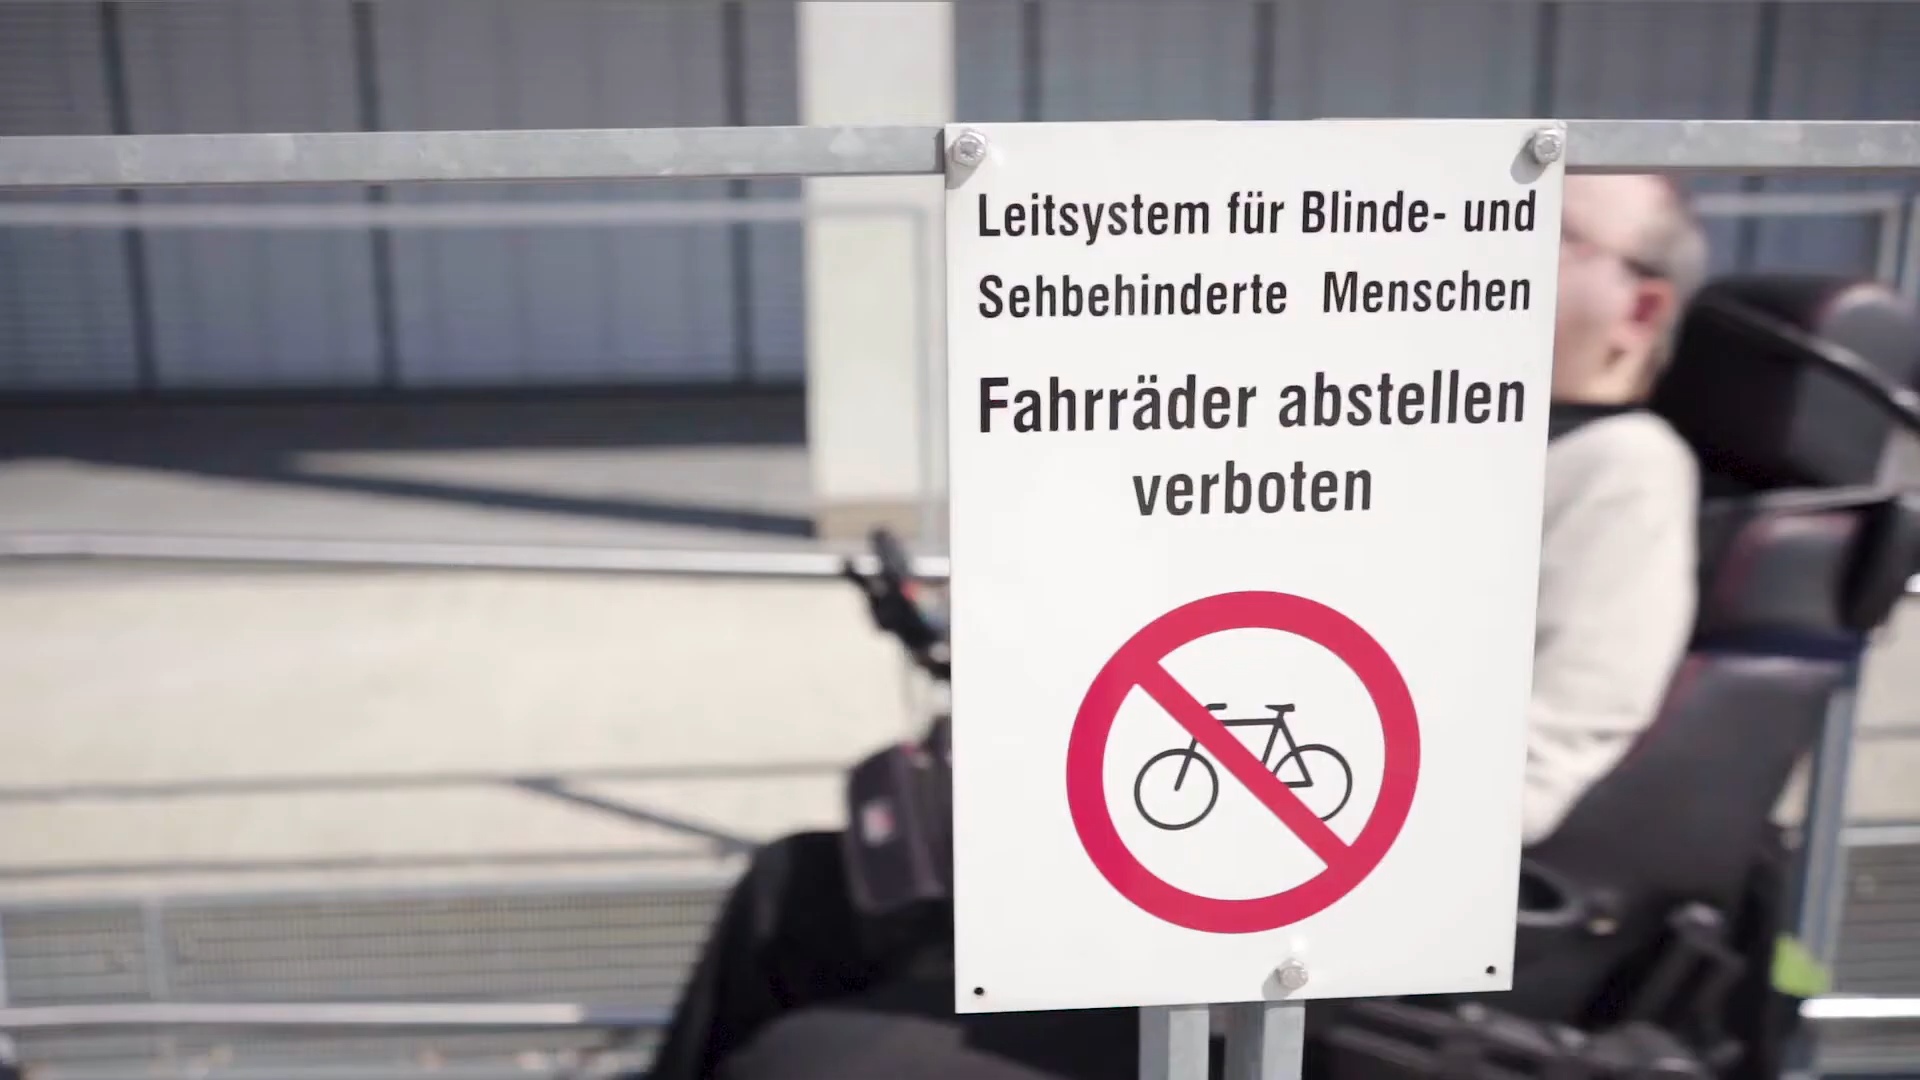 Leitsystem für Blinde- und
Sehbehinderte Menschen
Fahrräder abstellen
verboten